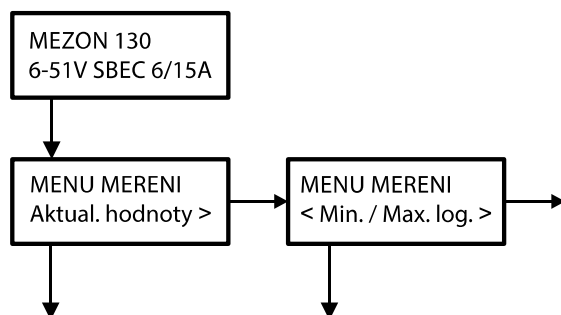 MEZON 130
6-51V SBEC 6/15A
MENU MERENI
Aktual. hodnoty >
MENU MERENI
< Min. / Max. log. >